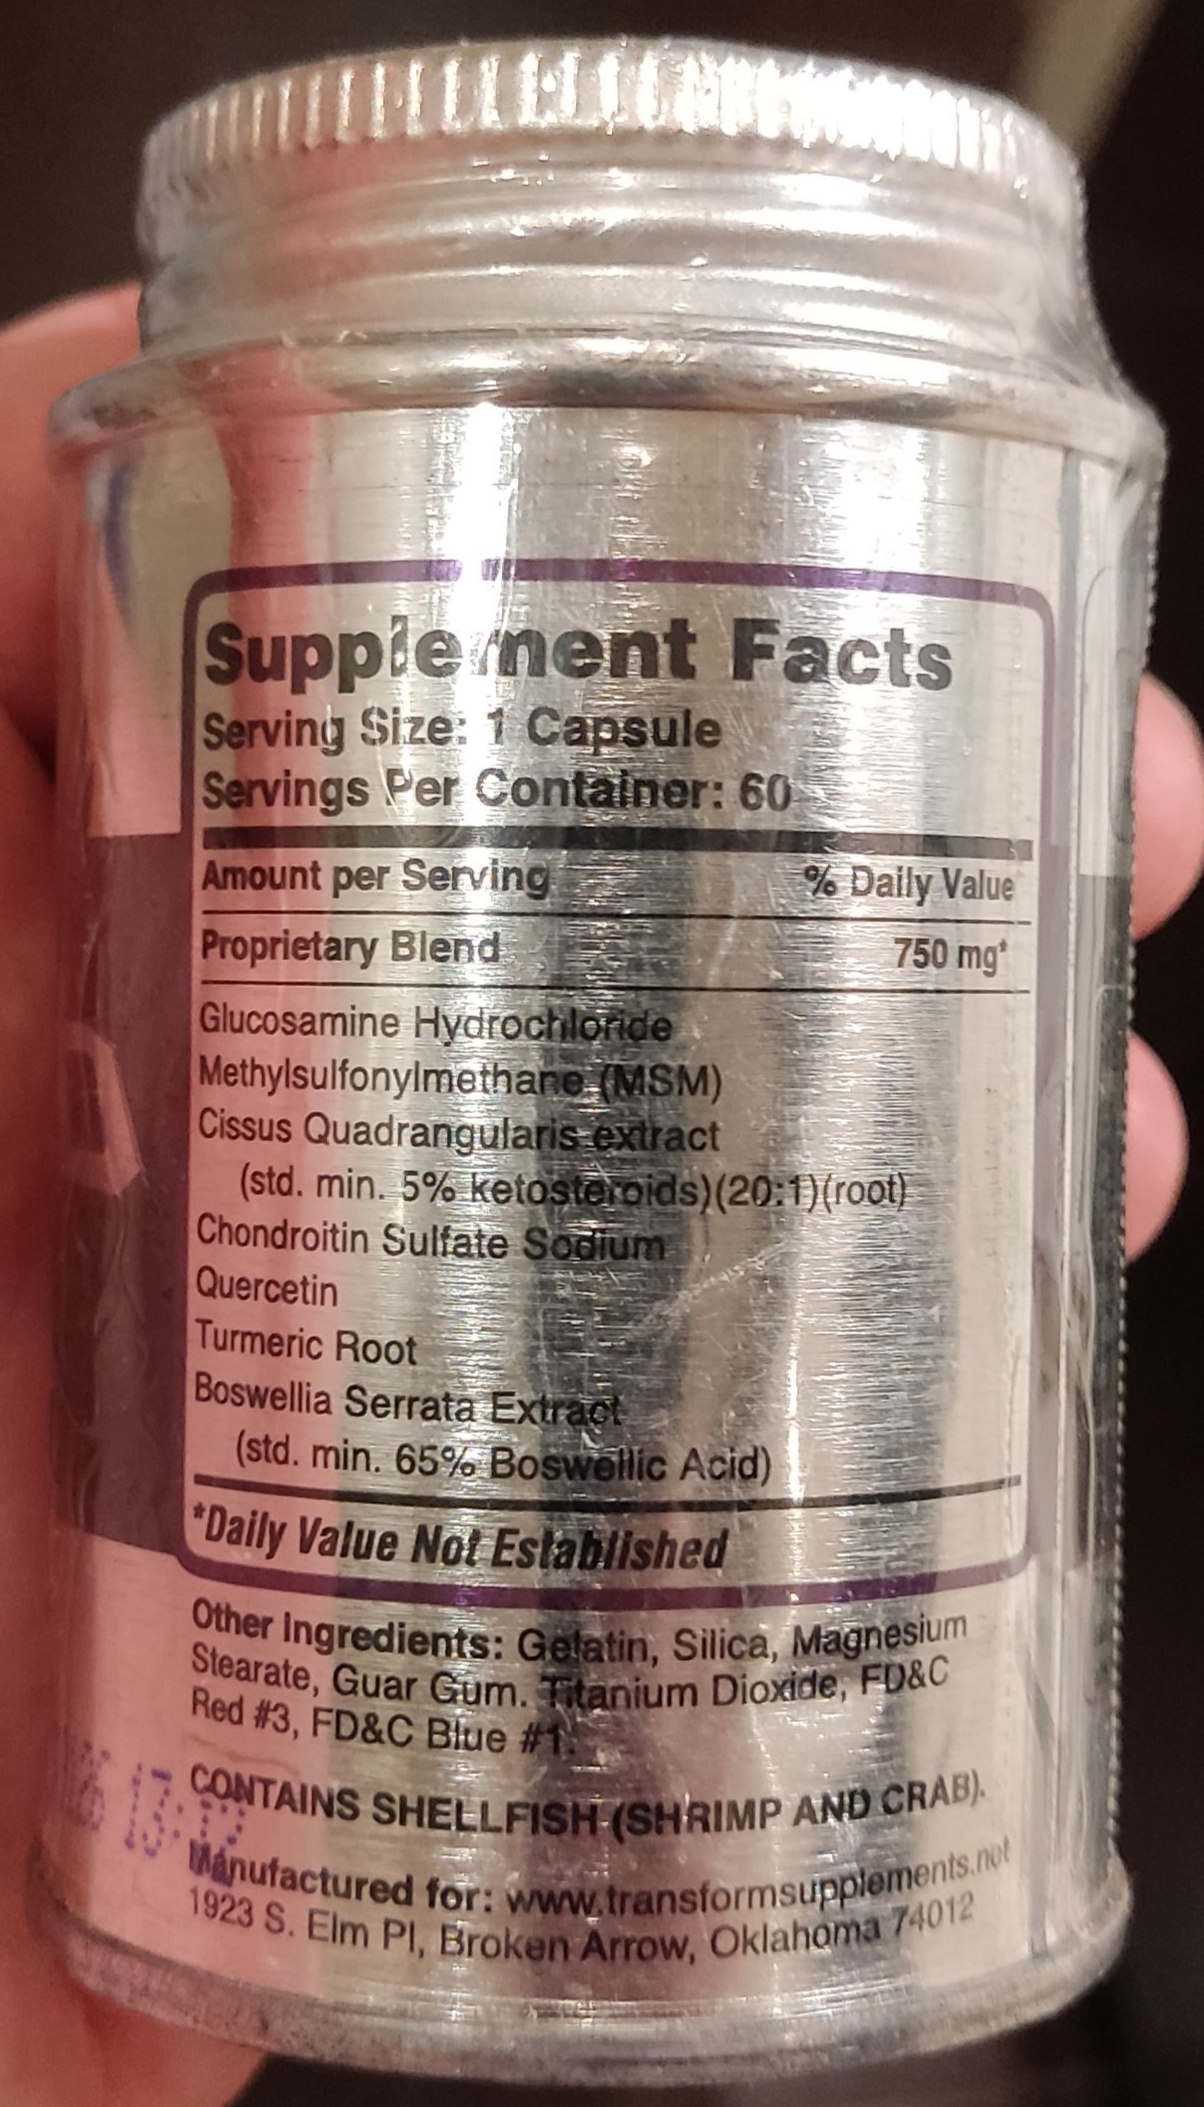 Supplement Facts
Serving Size: 1 Capsule
Servings Per Container: 60
Amount per Serving % Daily Value
Proprietary Blend 750 mg*
Glucosamine Hydrochloride
Methylsulfonylmethane (MSM)
Cissus Quadrangularis extract
(std. min. 5% ketosteroids)(20:1)(root)
Chondroitin Sulfate Sodium
Quercetin
Turmeric Root
Boswellia Serrata Extract
(std. min. 65% Boswellic Acid)
*Daily Value Not Established
Other Ingredients: Gelatin, Silica, Magnesium
Stearate, Guar Gum. Titanium Dioxide, FD&C
Red #3, FD&C Blue #1.
CONTAINS SHELLFISH (SHRIMP AND CRAB).
Manufactured for: www.transformsupplements.net
1923 S. Elm Pl, Broken Arrow, Oklahoma 74012